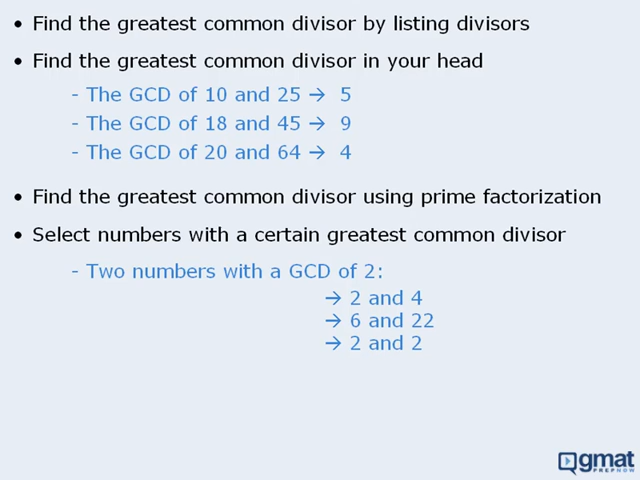 • Find the greatest common divisor by listing divisors
• Find the greatest common divisor in your head
- The GCD of 10 and 25 → 5
- The GCD of 18 and 45 → 9
- The GCD of 20 and 64 → 4
• Find the greatest common divisor using prime factorization
• Select numbers with a certain greatest common divisor
- Two numbers with a GCD of 2:
→ 2 and 4
→ 6 and 22
→ 2 and 2
gmat
PREPNOW